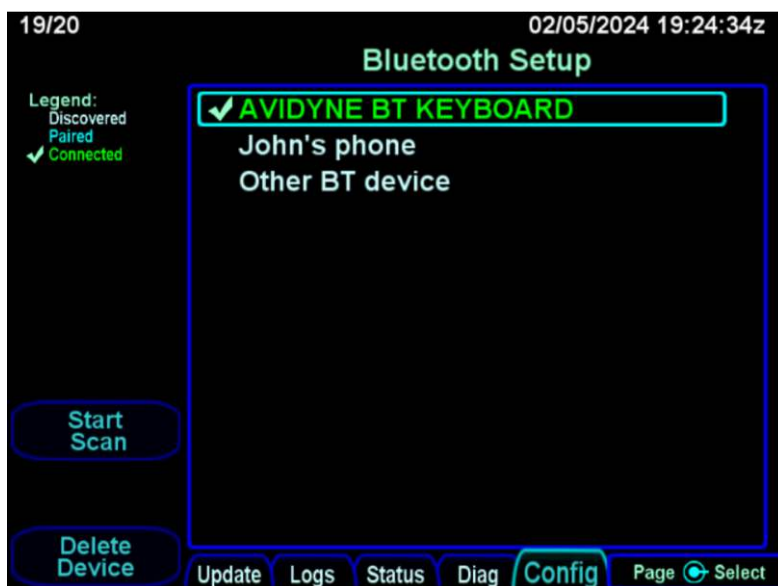 19/20
02/05/2024 19:24:34z
Bluetooth Setup
Legend:
Discovered
Paired
Connected
AVIDYNE BT KEYBOARD
John's phone
Other BT device
Start
Scan
Delete
Device
Update
Logs
Status
Diag
Config
Page
Select